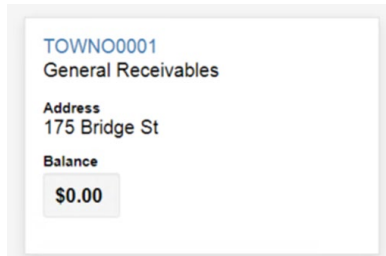 TOWNO0001
General Receivables
Address
175 Bridge St
Balance
$0.00